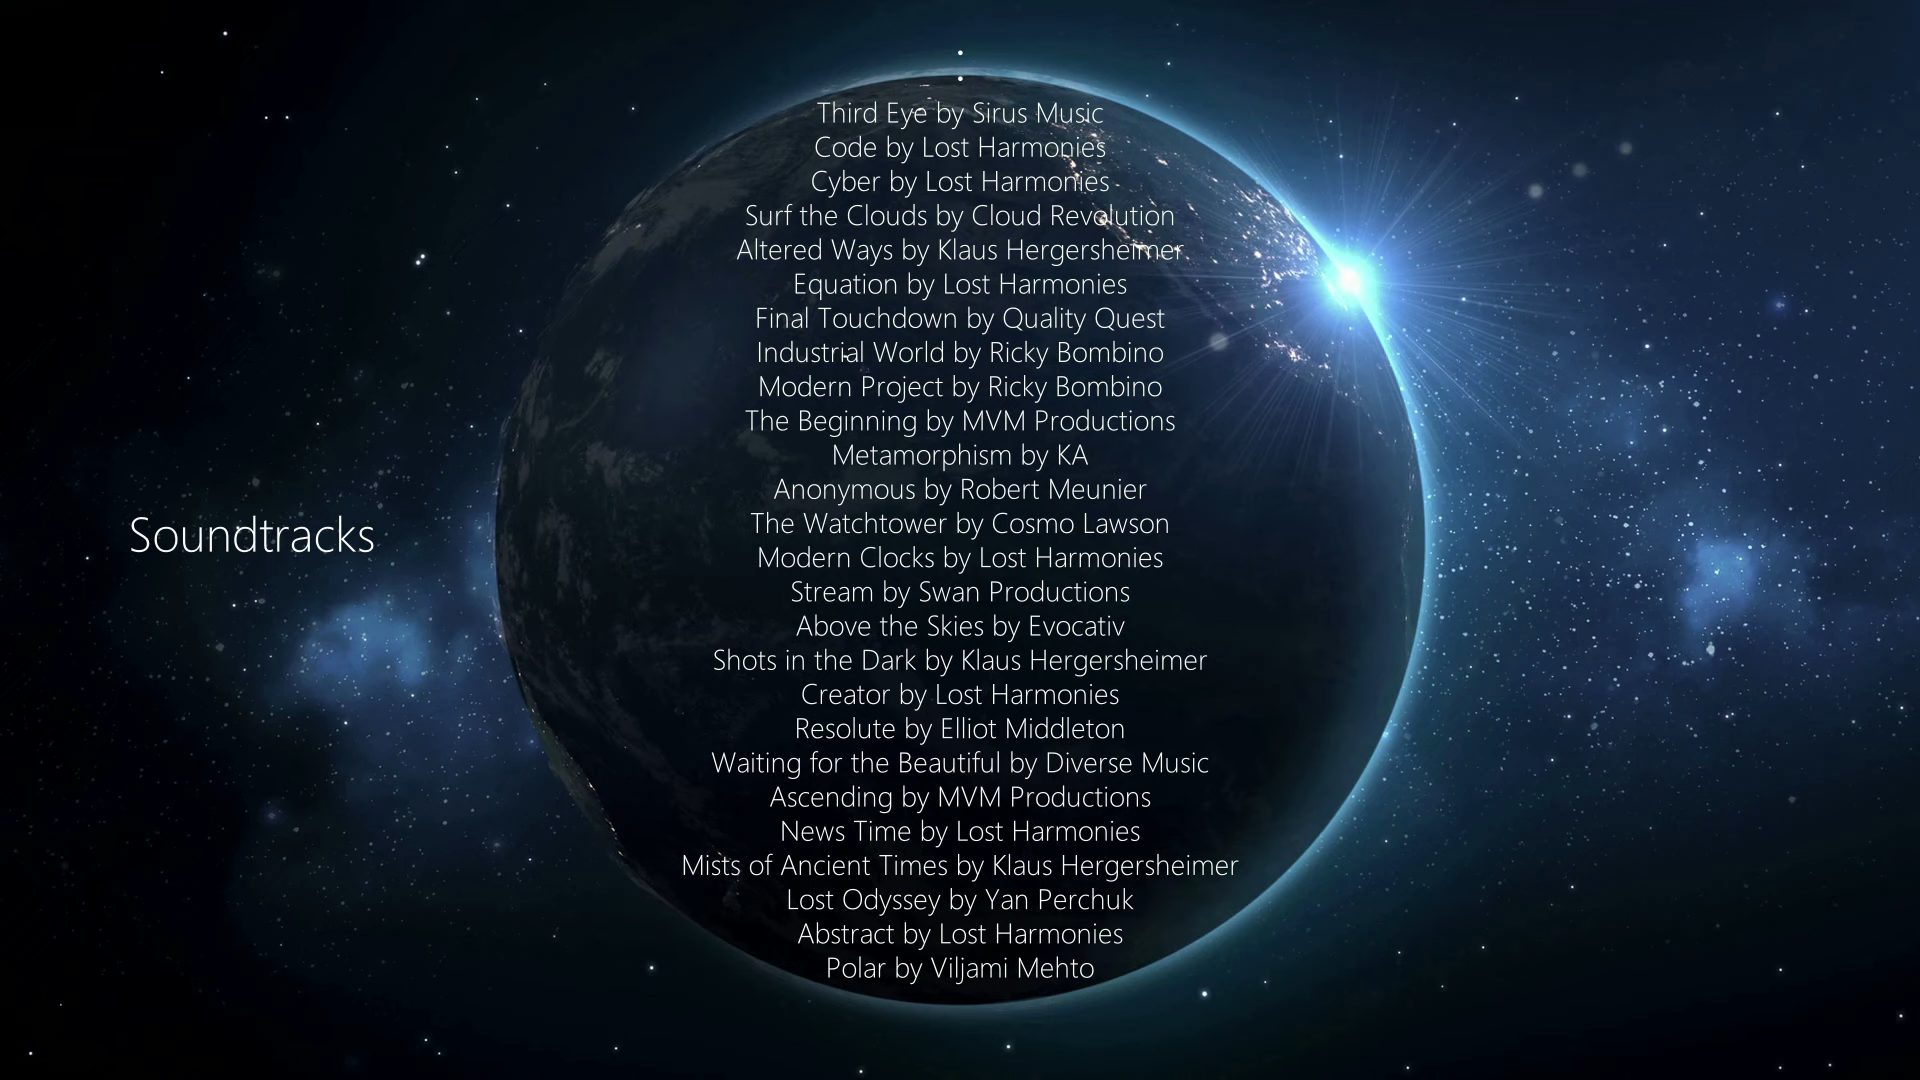 Soundtracks
Third Eye by Sirus Music
Code by Lost Harmonies
Cyber by Lost Harmonies
Surf the Clouds by Cloud Revolution
Altered Ways by Klaus Hergersheimer
Equation by Lost Harmonies
Final Touchdown by Quality Quest
Industrial World by Ricky Bombino
Modern Project by Ricky Bombino
The Beginning by MVM Productions
Metamorphism by KA
Anonymous by Robert Meunier
The Watchtower by Cosmo Lawson
Modern Clocks by Lost Harmonies
Stream by Swan Productions
Above the Skies by Evocativ
Shots in the Dark by Klaus Hergersheimer
Creator by Lost Harmonies
Resolute by Elliot Middleton
Waiting for the Beautiful by Diverse Music
Ascending by MVM Productions
News Time by Lost Harmonies
Mists of Ancient Times by Klaus Hergersheimer
Lost Odyssey by Yan Perchuk
Abstract by Lost Harmonies
Polar by Viljami Mehto